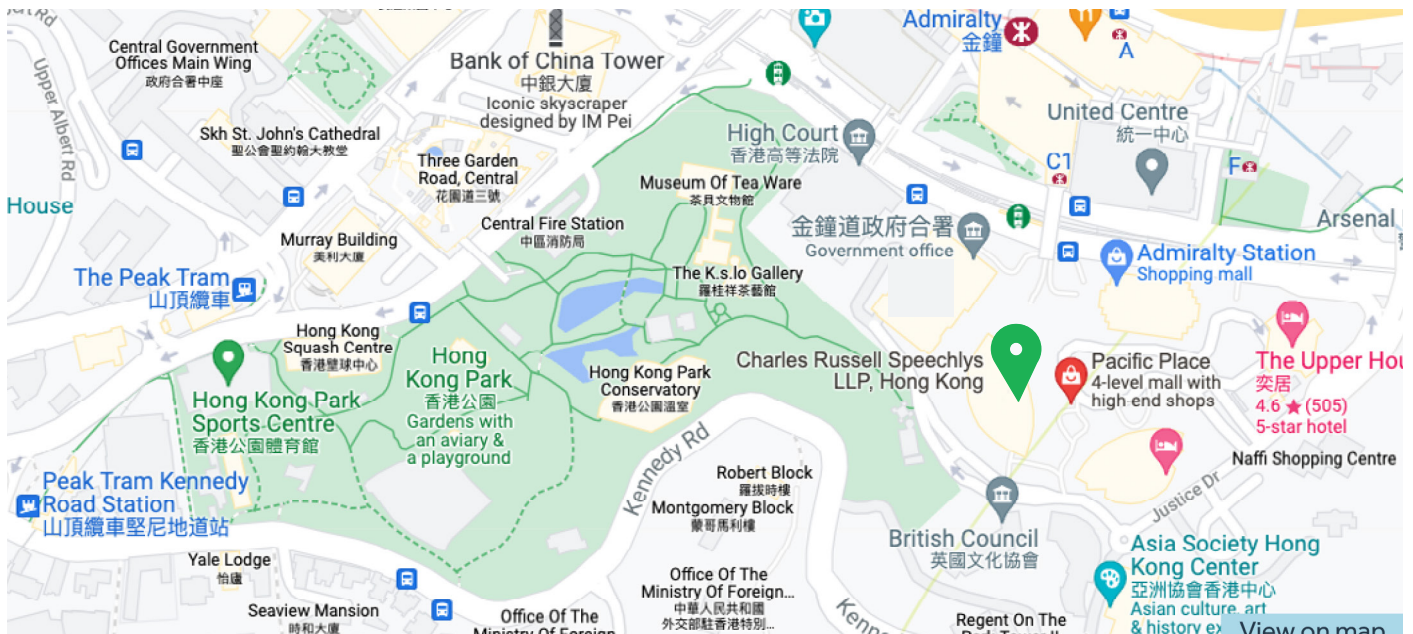 Rd
Upper Albert Rd
Central Government
Offices Main Wing
政府合署中座
Bank of China Tower
中銀大廈
Iconic skyscraper
designed by IM Pei
Admiralty
金鐘
A
United Centre
統一中心
C1
F
High Court
香港高等法院
Skh St. John's Cathedral
聖公會聖約翰大教堂
Three Garden
Road, Central
花園道三號
Museum Of Tea Ware
茶具文物館
House
Central Fire Station
中區消防局
金鐘道政府合署
Government office
Arsenal
Murray Building
美利大廈
Admiralty Station
Shopping mall
The Peak Tram
山頂纜車
The K.s.lo Gallery
羅桂祥茶藝館
Hong Kong
Squash Centre
香港壁球中心
Hong
Kong Park
香港公園
Gardens with
an aviary &
a playground
Hong Kong Park
Conservatory
香港公園溫室
Charles Russell Speechlys
LLP, Hong Kong
Pacific Place
4-level mall with
high end shops
The Upper Hou
奕居
4.6 ★ (505)
5-star hotel
Hong Kong Park
Sports Centre
香港公園體育館
Naffi Shopping Centre
Kennedy Rd
Peak Tram Kennedy
Road Station
山頂纜車堅尼地道站
Robert Block
羅拔時樓
Montgomery Block
蒙哥馬利樓
Justice Dr
British Council
英國文化協會
Yale Lodge
怡廬
Asia Society Hong
Kong Center
亞洲協會香港中心
Asian culture, art
& history ex
Office Of The
Ministry Of Foreign...
中華人民共和國
外交部駐香港特別...
Seaview Mansion
時和大廈
Office Of The
Ministry Of Foreign
Kenn
Regent On The
View on map